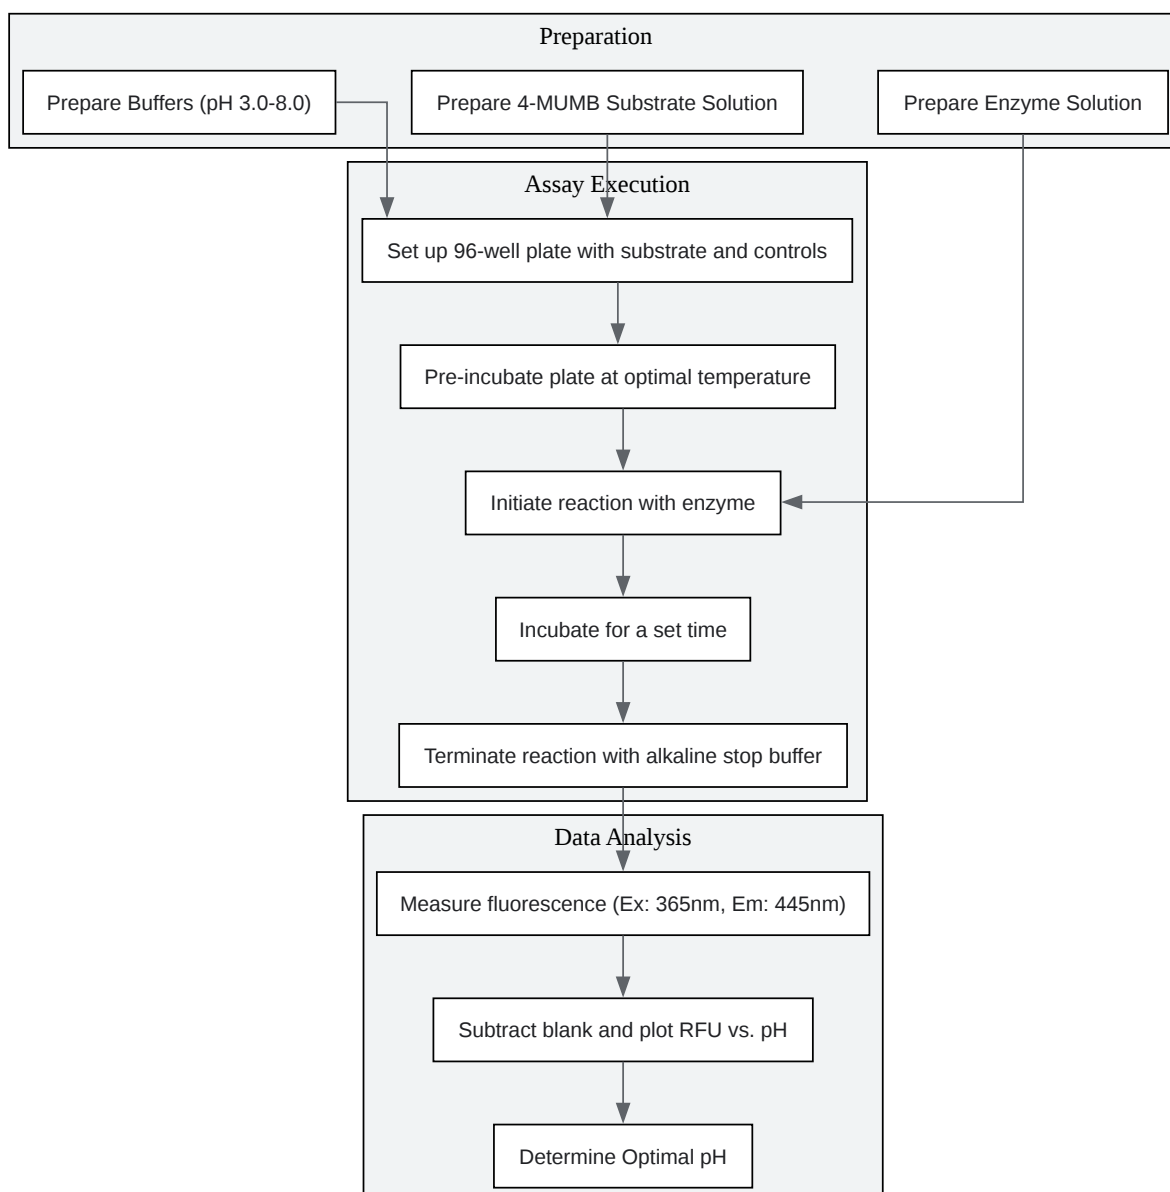 Preparation
Prepare Buffers (pH 3.0-8.0)
Prepare 4-MUMB Substrate Solution
Prepare Enzyme Solution
Assay Execution
Set up 96-well plate with substrate and controls
Pre-incubate plate at optimal temperature
Initiate reaction with enzyme
Incubate for a set time
Terminate reaction with alkaline stop buffer
Data Analysis
Measure fluorescence (Ex: 365nm, Em: 445nm)
Subtract blank and plot RFU vs. pH
Determine Optimal pH